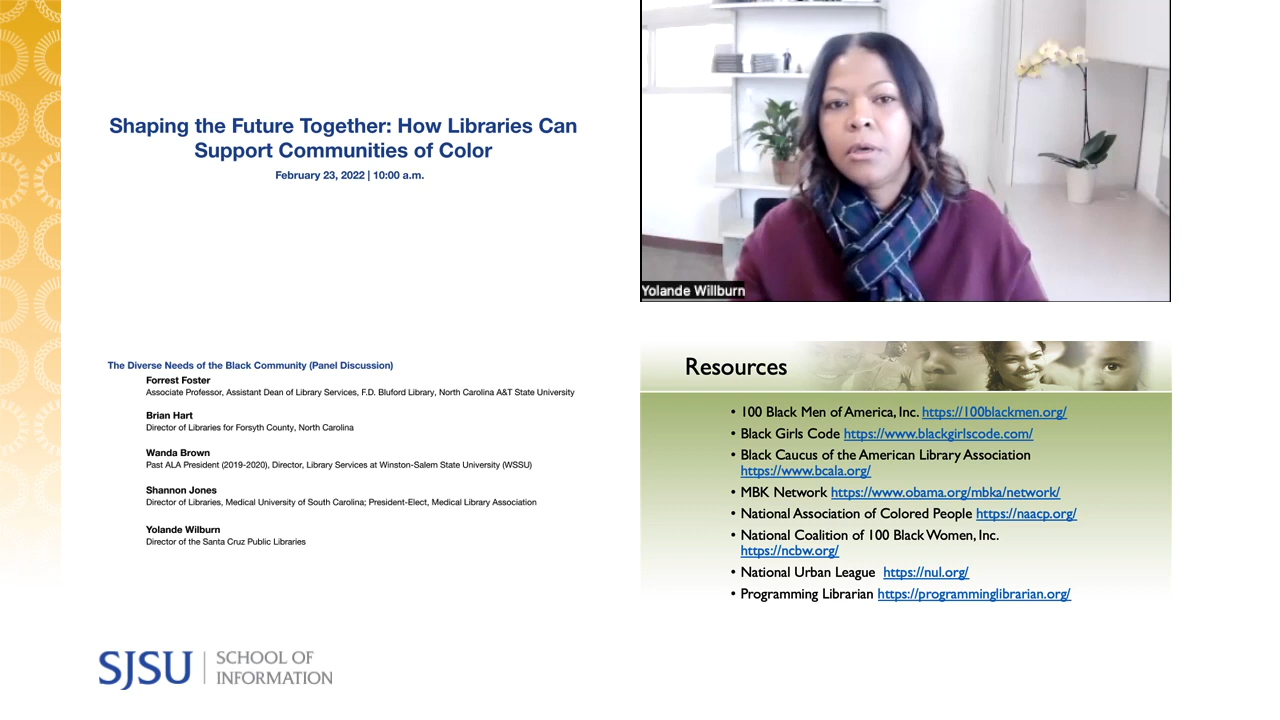 Shaping the Future Together: How Libraries Can
Support Communities of Color
February 23, 2022 | 10:00 a.m.
Yolande Willburn
The Diverse Needs of the Black Community (Panel Discussion)
Forrest Foster
Associate Professor, Assistant Dean of Library Services, F.D. Bluford Library, North Carolina A&T State University
Brian Hart
Director of Libraries for Forsyth County, North Carolina
Wanda Brown
Past ALA President (2019-2020), Director, Library Services at Winston-Salem State University (WSSU)
Shannon Jones
Director of Libraries, Medical University of South Carolina; President-Elect, Medical Library Association
Yolande Wilburn
Director of the Santa Cruz Public Libraries
Resources
• 100 Black Men of America, Inc. https://100blackmen.org/
• Black Girls Code https://www.blackgirlscode.com/
• Black Caucus of the American Library Association
https://www.bcala.org/
• MBK Network https://www.obama.org/mbka/network/
• National Association of Colored People https://naacp.org/
• National Coalition of 100 Black Women, Inc.
https://ncbw.org/
• National Urban League https://nul.org/
• Programming Librarian https://programminglibrarian.org/
SJSU | SCHOOL OF
INFORMATION